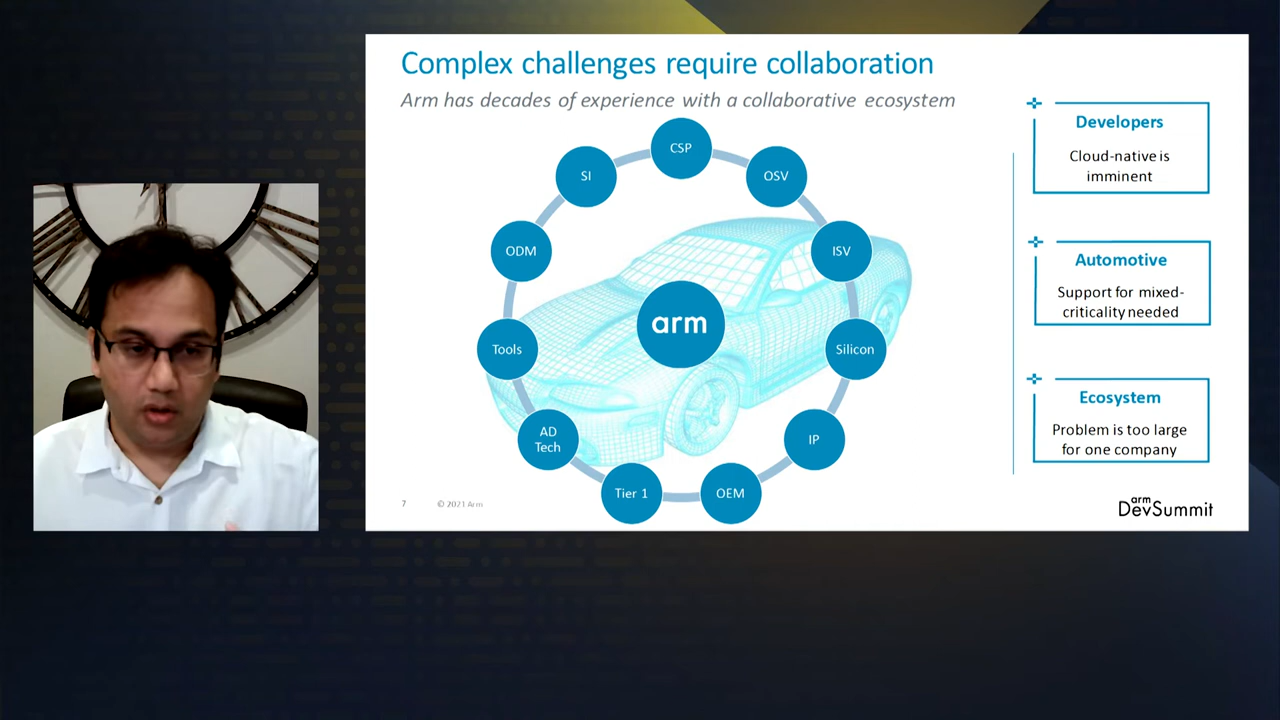 Complex challenges require collaboration
Arm has decades of experience with a collaborative ecosystem
CSP
SI
OSV
ODM
ISV
arm
Tools
Silicon
AD
Tech
IP
Tier 1
OEM
Developers
Cloud-native is
imminent
Automotive
Support for mixed-
criticality needed
Ecosystem
Problem is too large
for one company
7
© 2021 Arm
arm
DevSummit